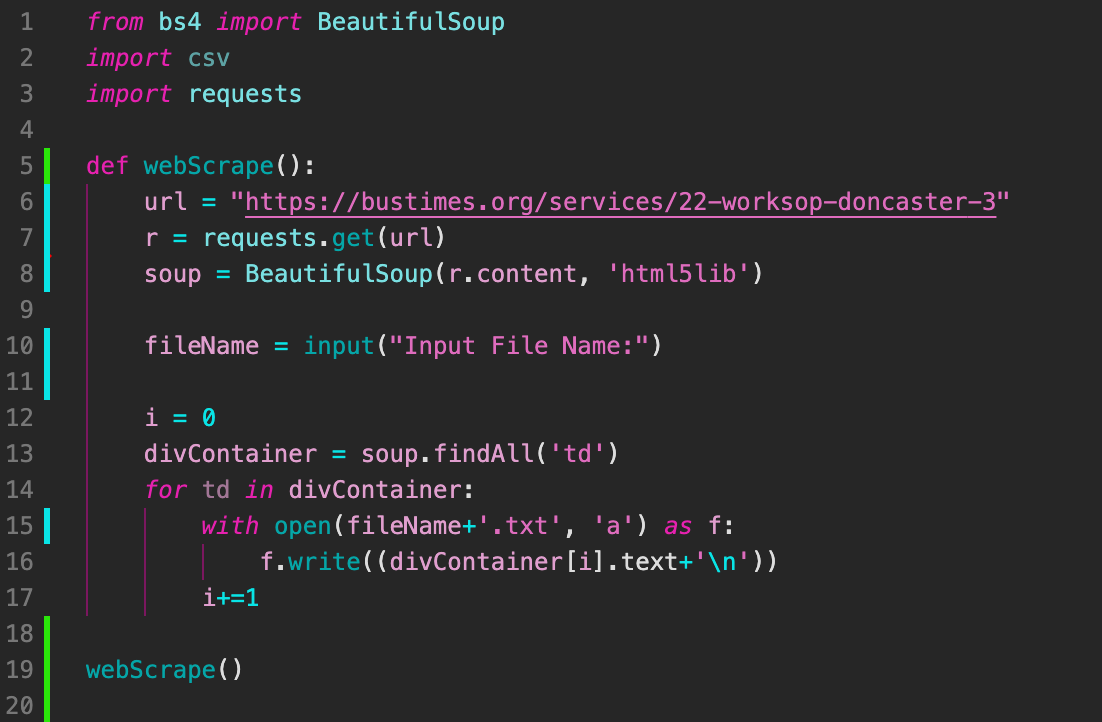 1 from bs4 import BeautifulSoup
2 import csv
3 import requests
4
5 def webScrape():
6     url = "https://bustimes.org/services/22-worksop-doncaster-3"
7     r = requests.get(url)
8     soup = BeautifulSoup(r.content, 'html5lib')
9
10     fileName = input("Input File Name:")
11
12     i = 0
13     divContainer = soup.findAll('td')
14     for td in divContainer:
15         with open(fileName+'.txt', 'a') as f:
16             f.write((divContainer[i].text+'\n'))
17         i+=1
18
19 webScrape()
20